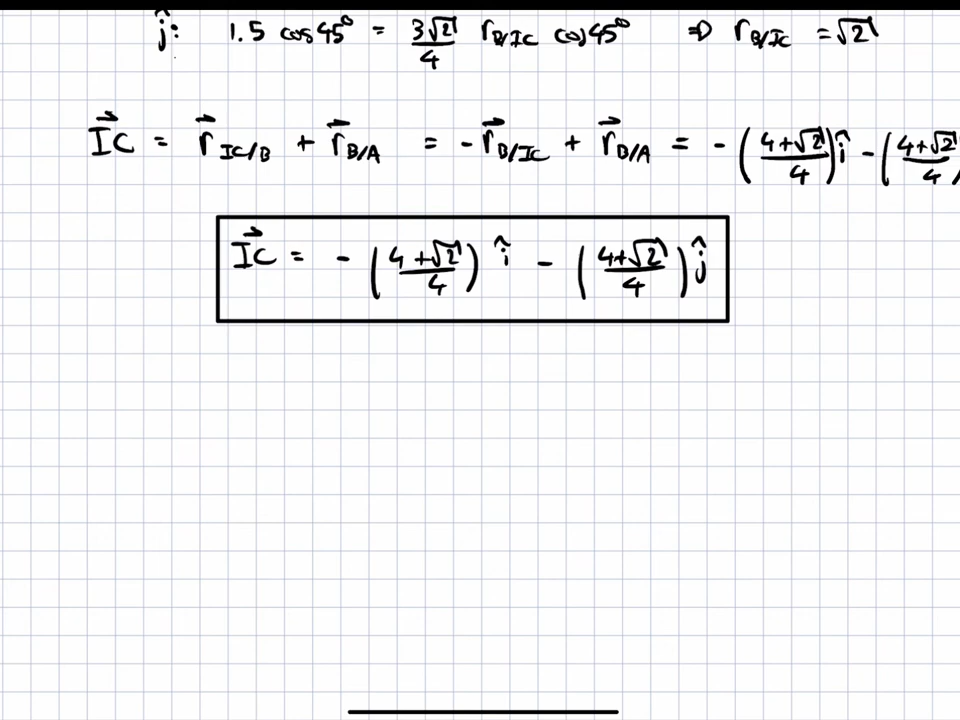 ĵ: 1.5 cos45° = 3√2/4 r_B/IC cos45° ⇒ r_B/IC = √2
IC⃗ = r⃗_IC/B + r⃗_B/A = -r⃗_B/IC + r⃗_B/A = -(4+√2/4)î - (4+√2/4)
IC⃗ = -(4+√2/4) î - (4+√2/4) ĵ